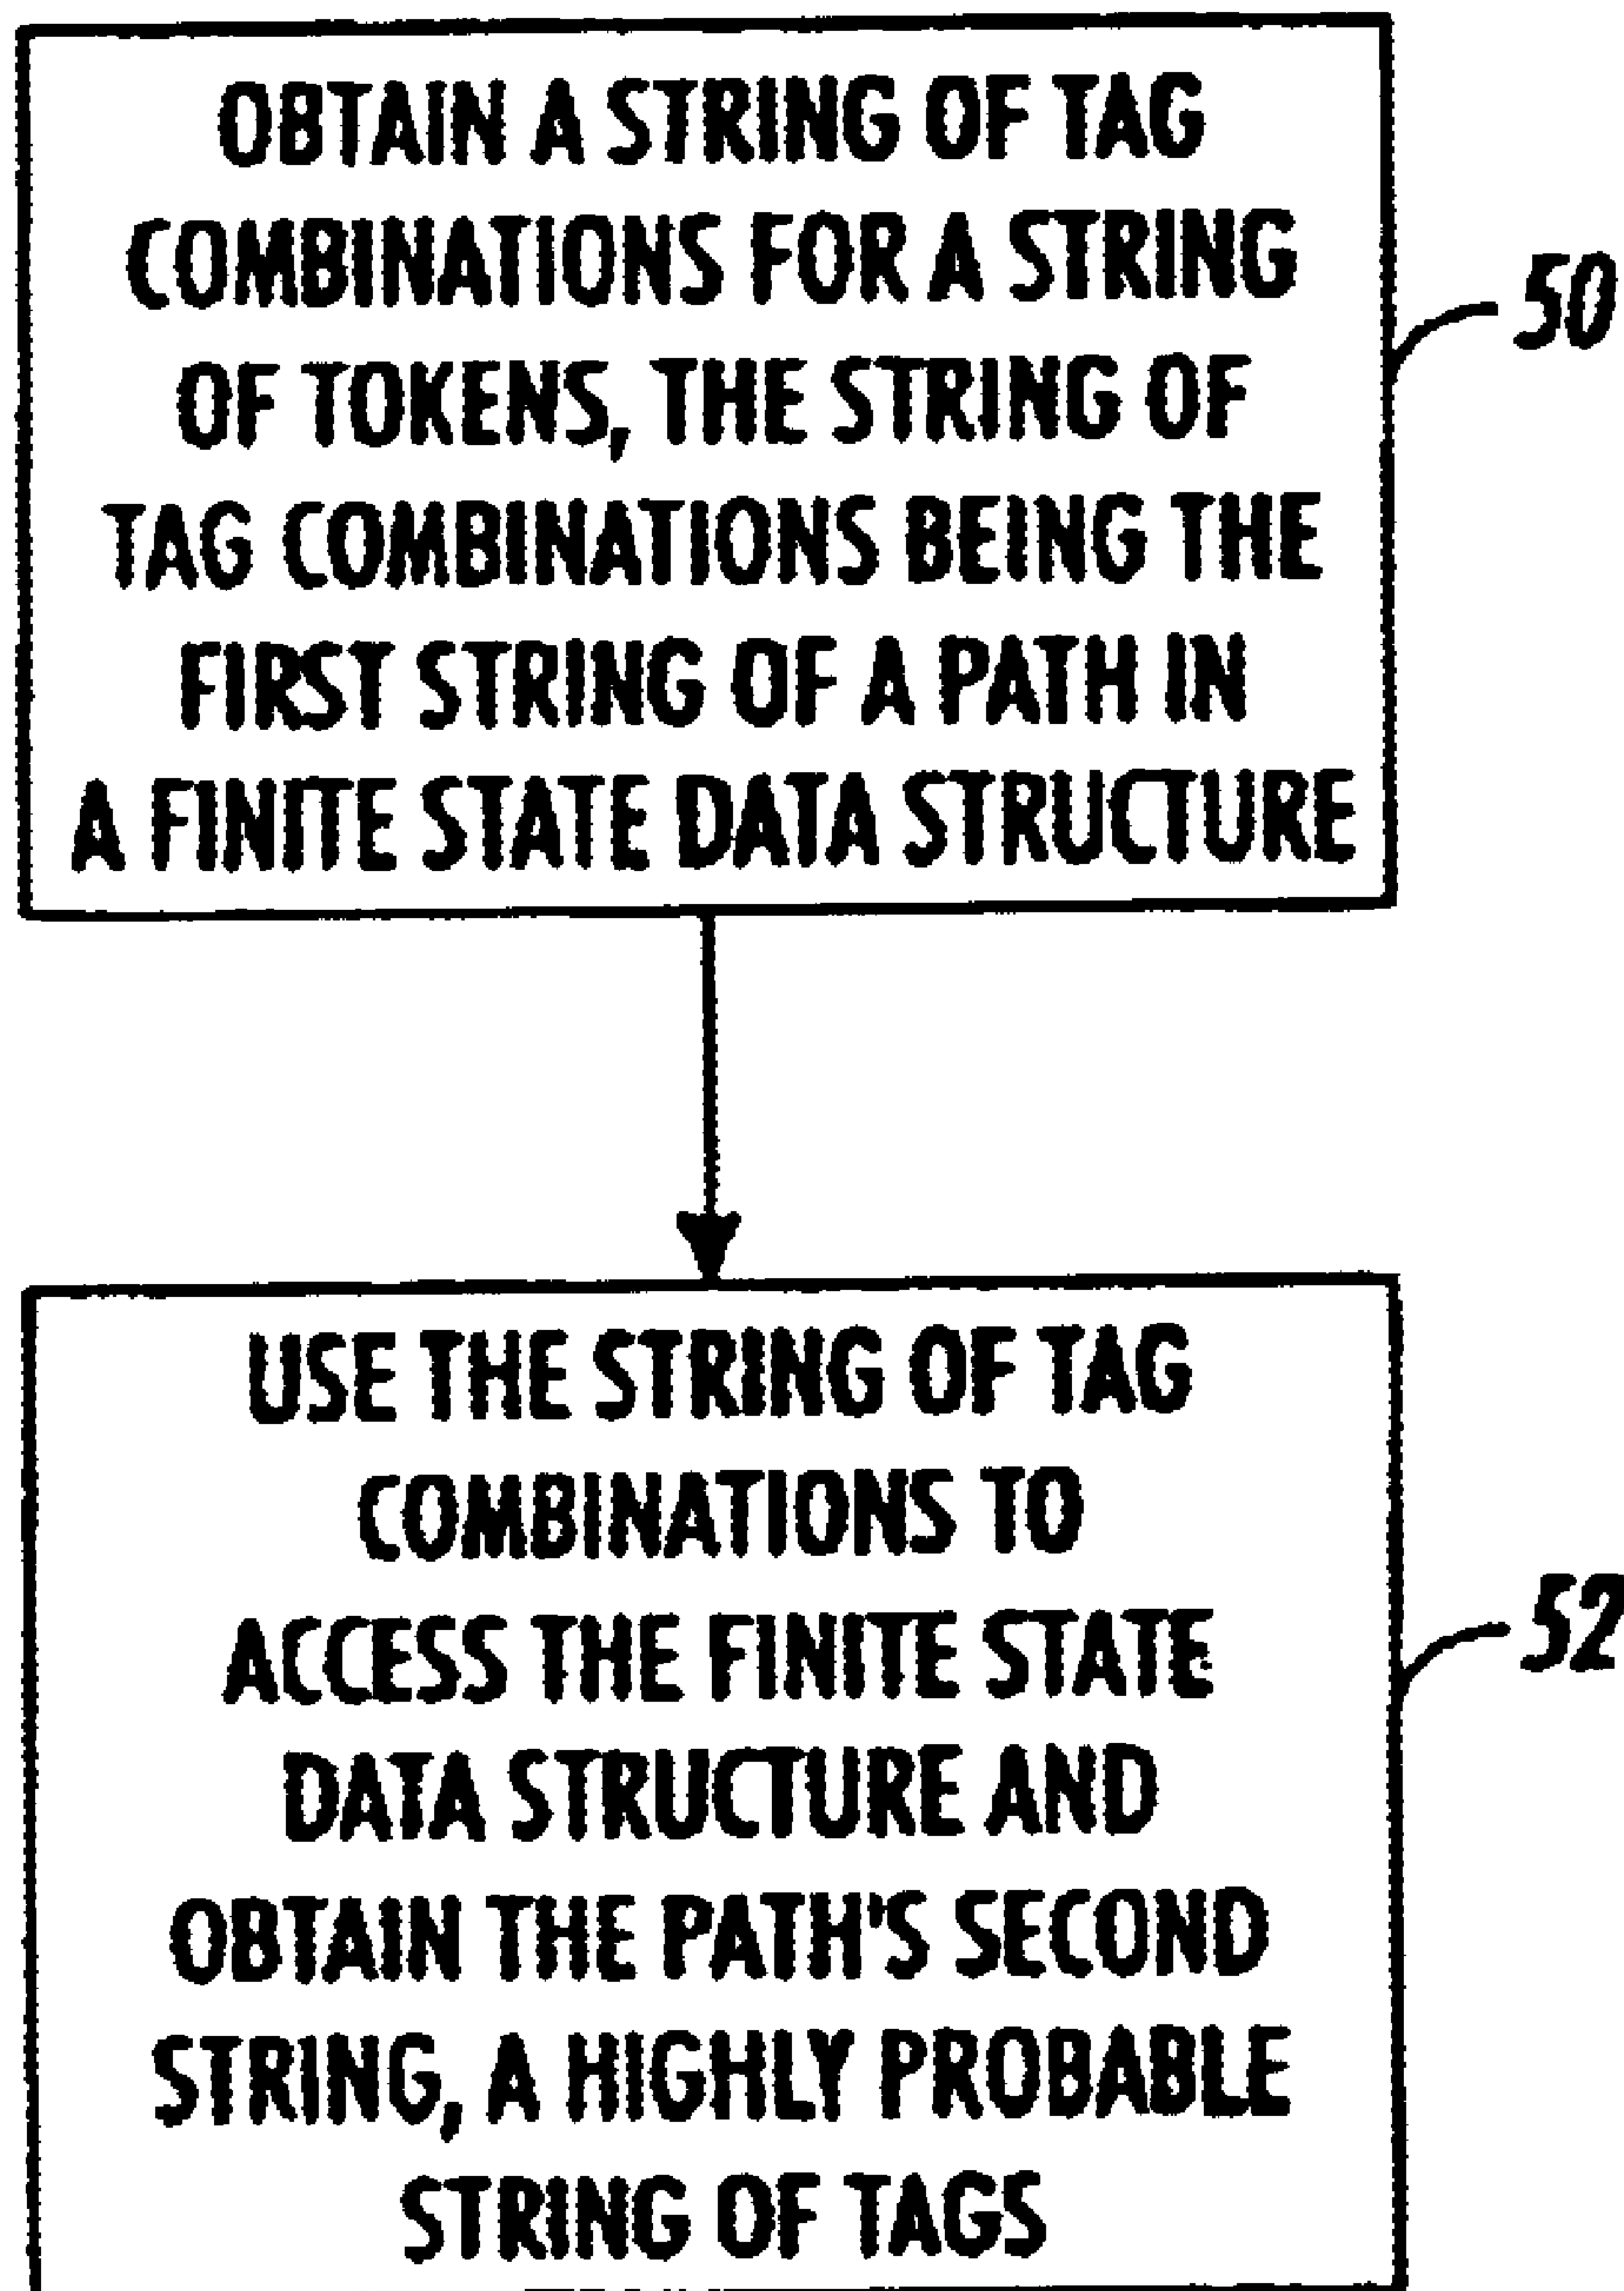 OBTAIN A STRING OF TAG
COMBINATIONS FOR A STRING
OF TOKENS, THE STRING OF
TAG COMBINATIONS BEING THE
FIRST STRING OF A PATH IN
A FINITE STATE DATA STRUCTURE
50
USE THE STRING OF TAG
COMBINATIONS TO
ACCESS THE FINITE STATE
DATA STRUCTURE AND
OBTAIN THE PATH'S SECOND
STRING, A HIGHLY PROBABLE
STRING OF TAGS
52